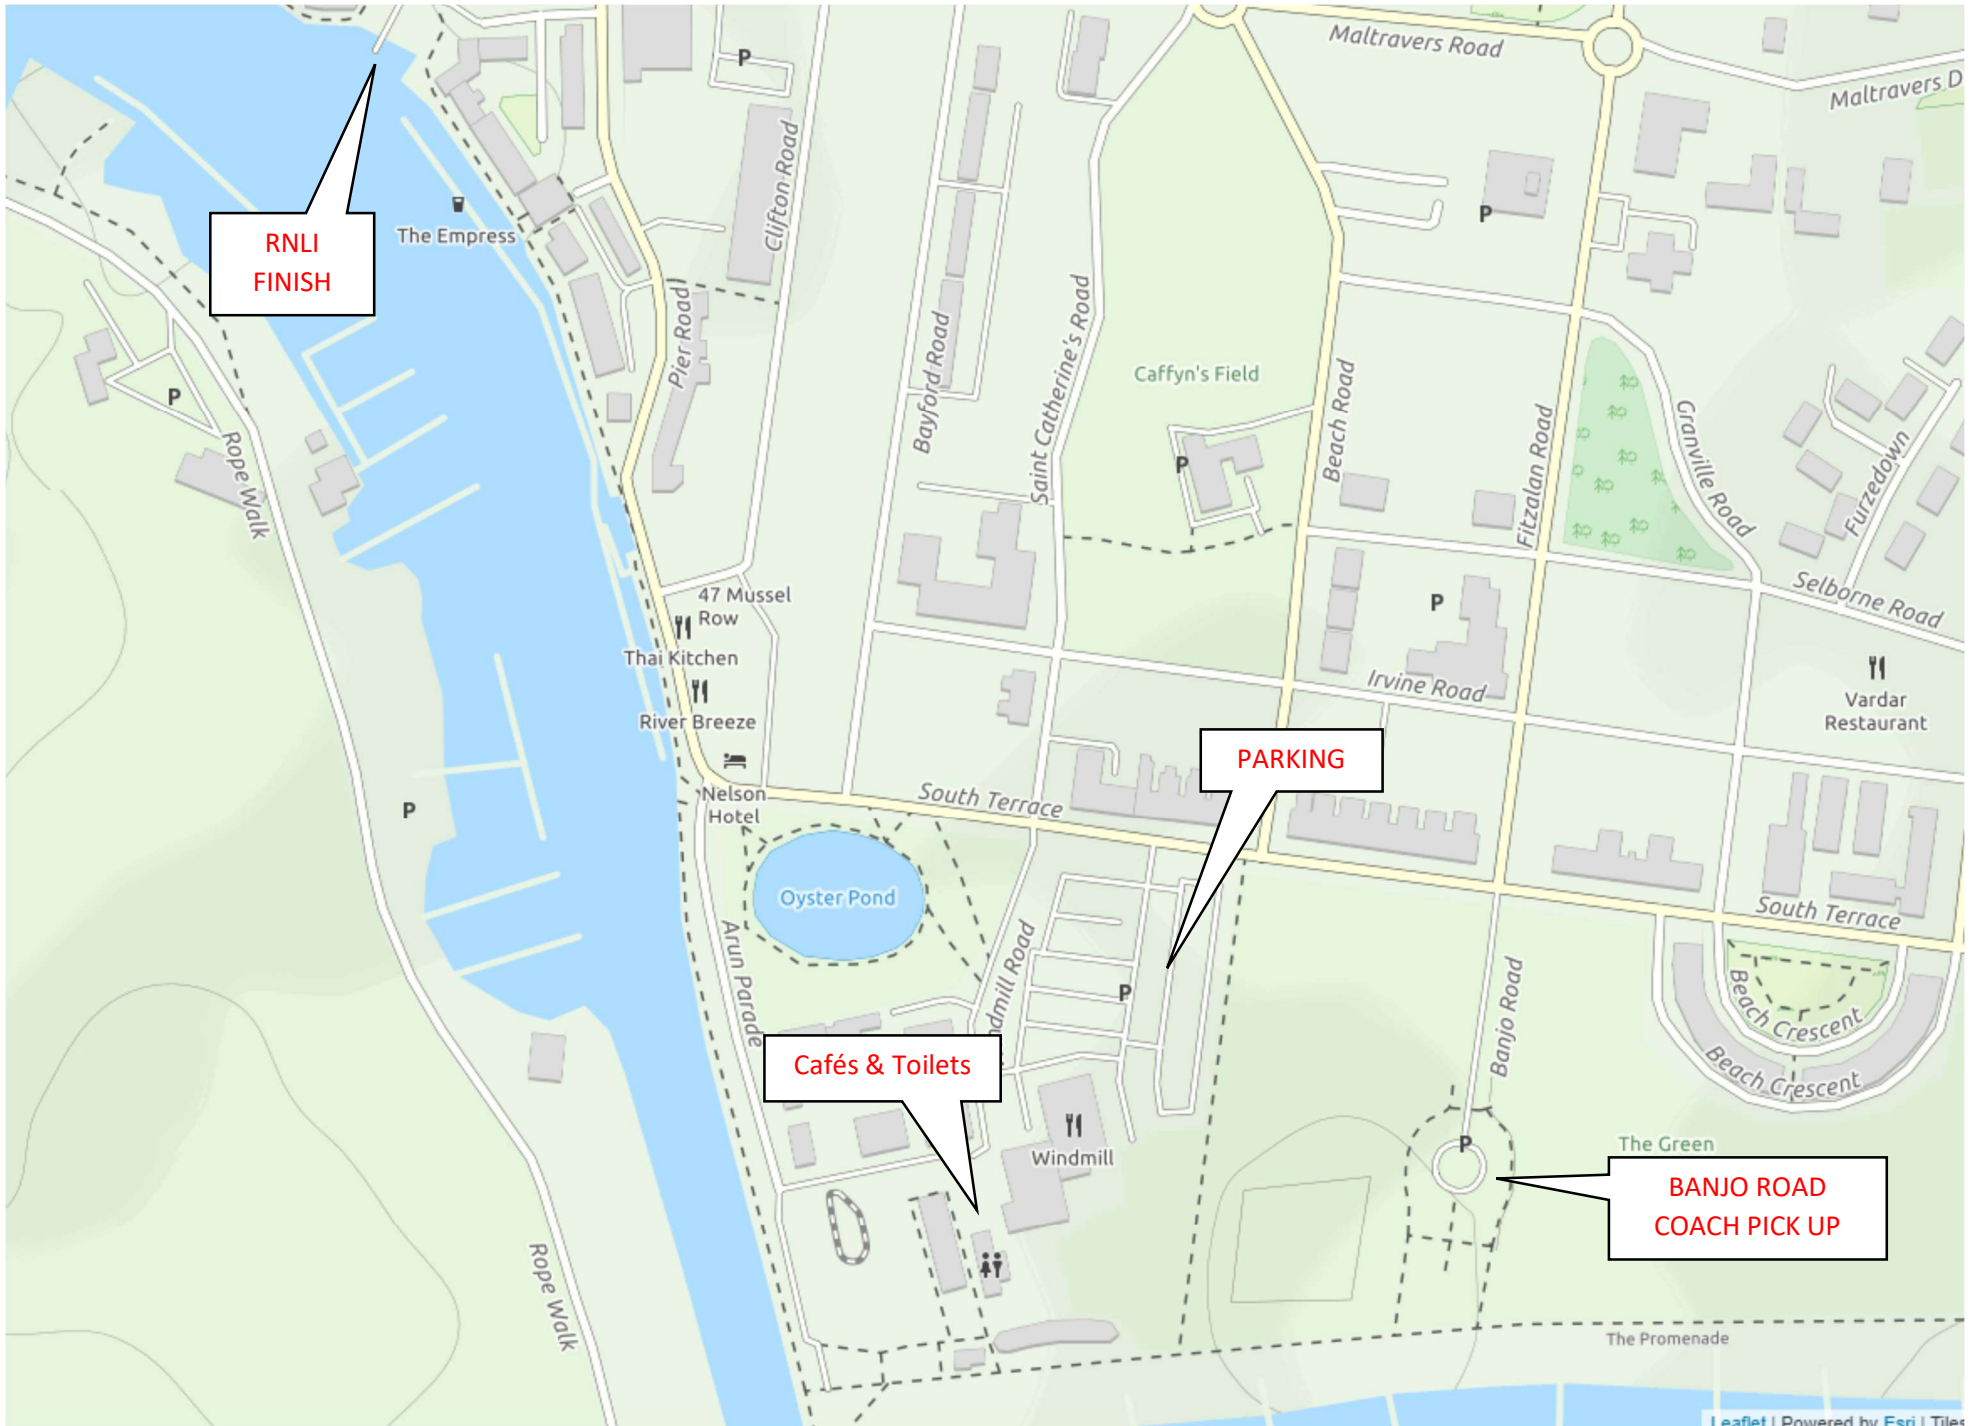 Maltravers Road
Maltravers D
P
Clifton Road
RNLI
FINISH
The Empress
P
Pier Road
Bayford Road
Saint Catherine's Road
Caffyn's Field
Beach Road
Fitzalan Road
Granville Road
Furzedown
P
Rope Walk
P
47 Mussel
Row
Thai Kitchen
River Breeze
P
Selborne Road
Irvine Road
Vardar
Restaurant
PARKING
Nelson
Hotel
South Terrace
P
Oyster Pond
South Terrace
Arun Parade
ndmill Road
P
Banjo Road
Beach Crescent
Beach Crescent
Cafés & Toilets
Windmill
P
The Green
BANJO ROAD
COACH PICK UP
Rope Walk
The Promenade
Leaflet | Powered by Esri | Tiles